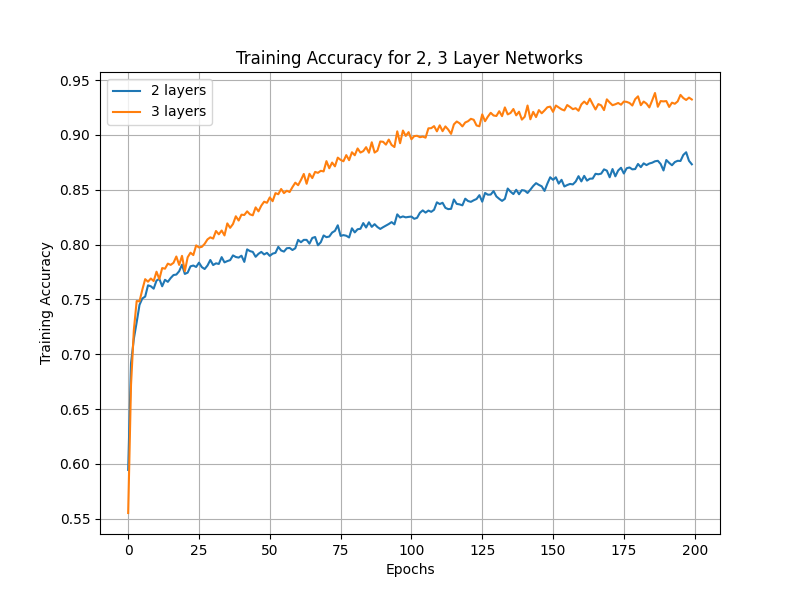 Training Accuracy for 2, 3 Layer Networks
2 layers
3 layers
Training Accuracy
0.95
0.90
0.85
0.80
0.75
0.70
0.65
0.60
0.55
0 25 50 75 100 125 150 175 200
Epochs